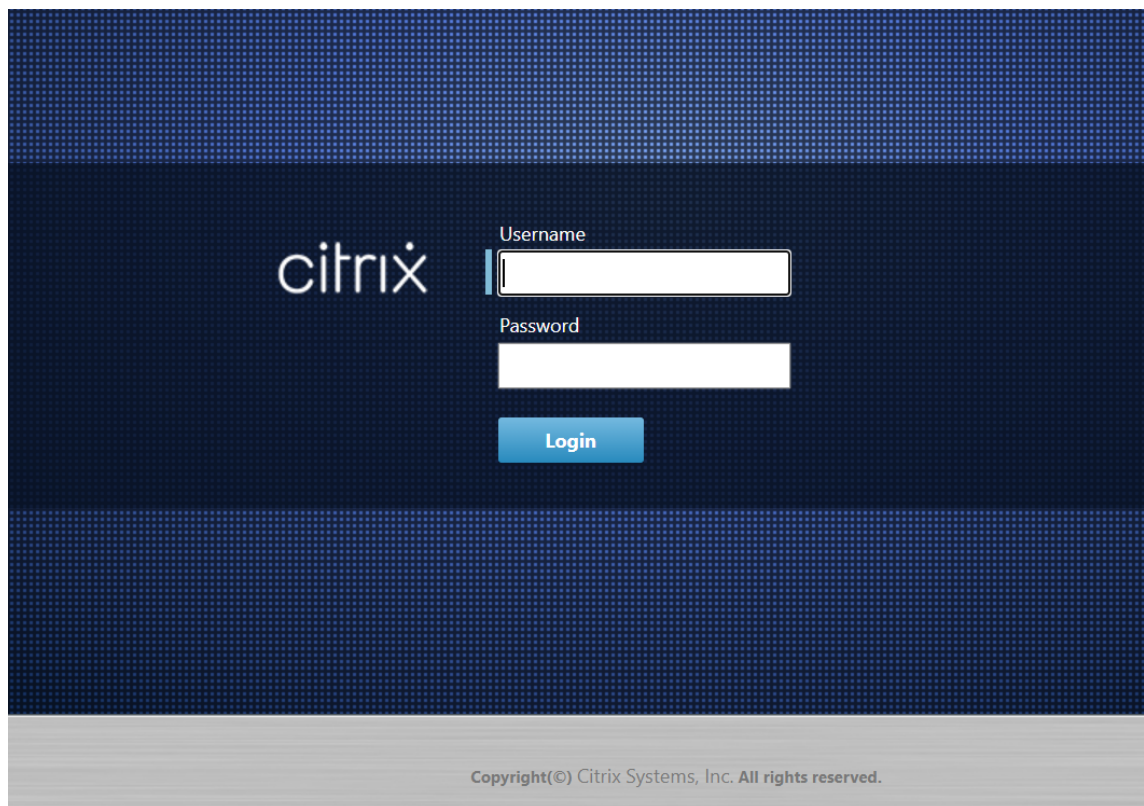 citrix
Username
Password
Login
Copyright(©) Citrix Systems, Inc. All rights reserved.